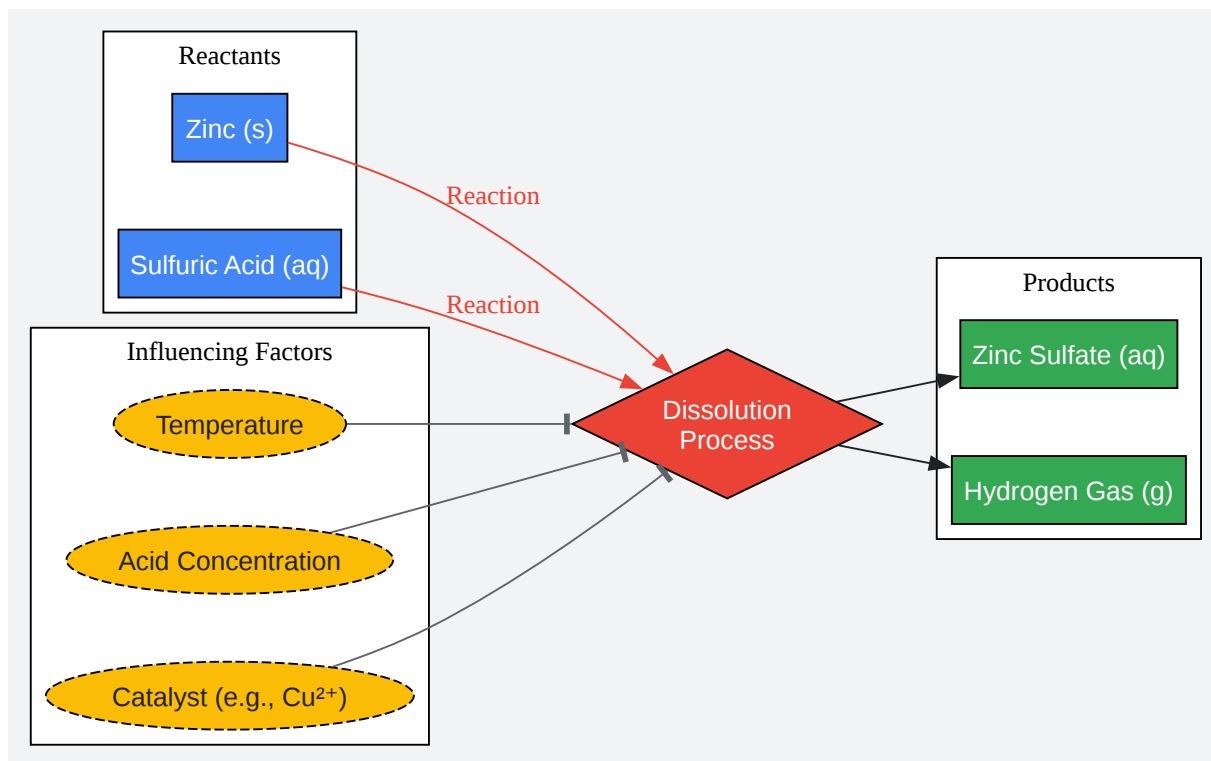 Reactants
Zinc (s)
Reaction
Sulfuric Acid (aq)
Reaction
Influencing Factors
Temperature
Acid Concentration
Catalyst (e.g., Cu²⁺)
Dissolution
Process
Products
Zinc Sulfate (aq)
Hydrogen Gas (g)